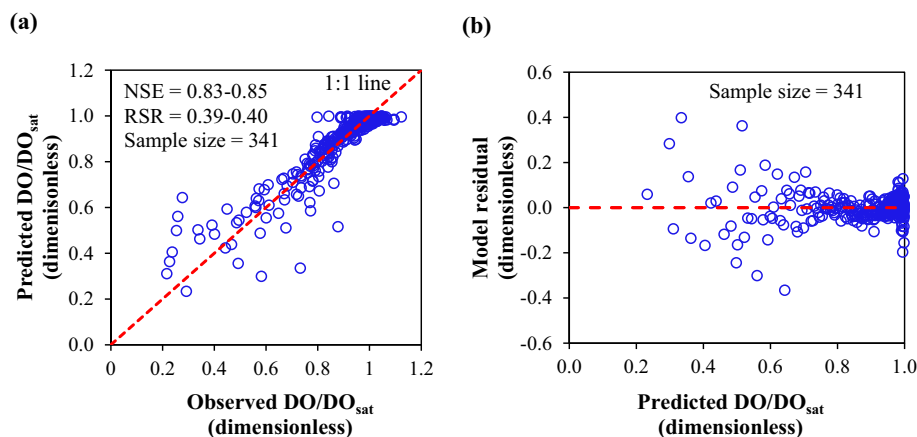 (a)
NSE = 0.83-0.85
RSR = 0.39-0.40
Sample size = 341
1:1 line
Predicted DO/DOsat
(dimenisonless)
1.2
1.0
0.8
0.6
0.4
0.2
0.0
0
0.2
0.4
0.6
0.8
1
1.2
Observed DO/DOsat
(dimensionless)
(b)
Sample size = 341
Model residual
(dimensionless)
0.6
0.4
0.2
0.0
-0.2
-0.4
-0.6
0.0
0.2
0.4
0.6
0.8
1.0
Predicted DO/DOsat
(dimensionless)